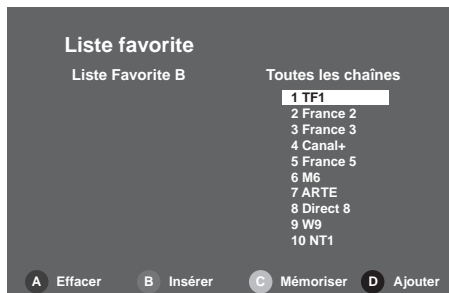 Liste favorite
Liste Favorite B
Toutes les chaînes
1 TF1
2 France 2
3 France 3
4 Canal+
5 France 5
6 M6
7 ARTE
8 Direct 8
9 W9
10 NT1
A Effacer B Insérer C Mémoriser D Ajouter